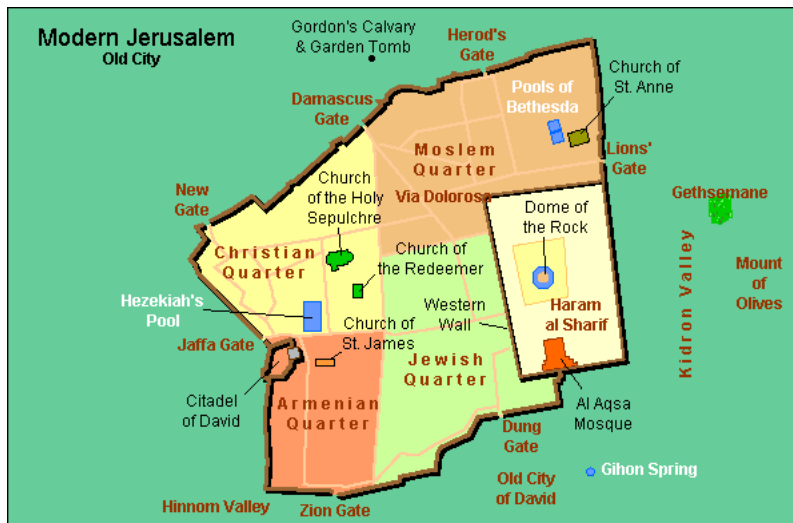 Modern Jerusalem
Old City
Gordon's Calvary
& Garden Tomb
Herod's
Gate
Church of
St. Anne
Pools of
Bethesda
Damascus
Gate
Moslem
Quarter
Lions'
Gate
New
Gate
Church
of the Holy
Sepulchre
Via Dolorosa
Gethsemane
Dome of
the Rock
Christian
Quarter
Church of
the Redeemer
Kidron Valley
Mount
of
Olives
Hezekiah's
Pool
Western
Wall
Haram
al Sharif
Jaffa Gate
Church of
St. James
Jewish
Quarter
Citadel
of David
Armenian
Quarter
Al Aqsa
Mosque
Dung
Gate
Old City
of David
Gihon Spring
Hinnom Valley
Zion Gate